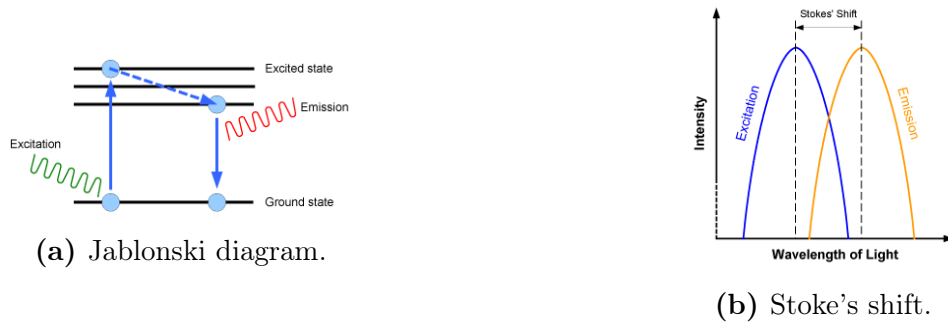 Excited state
Emission
Excitation
Ground state
(a) Jablonski diagram.
Stokes' Shift
Excitation
Emission
Intensity
Wavelength of Light
(b) Stoke's shift.